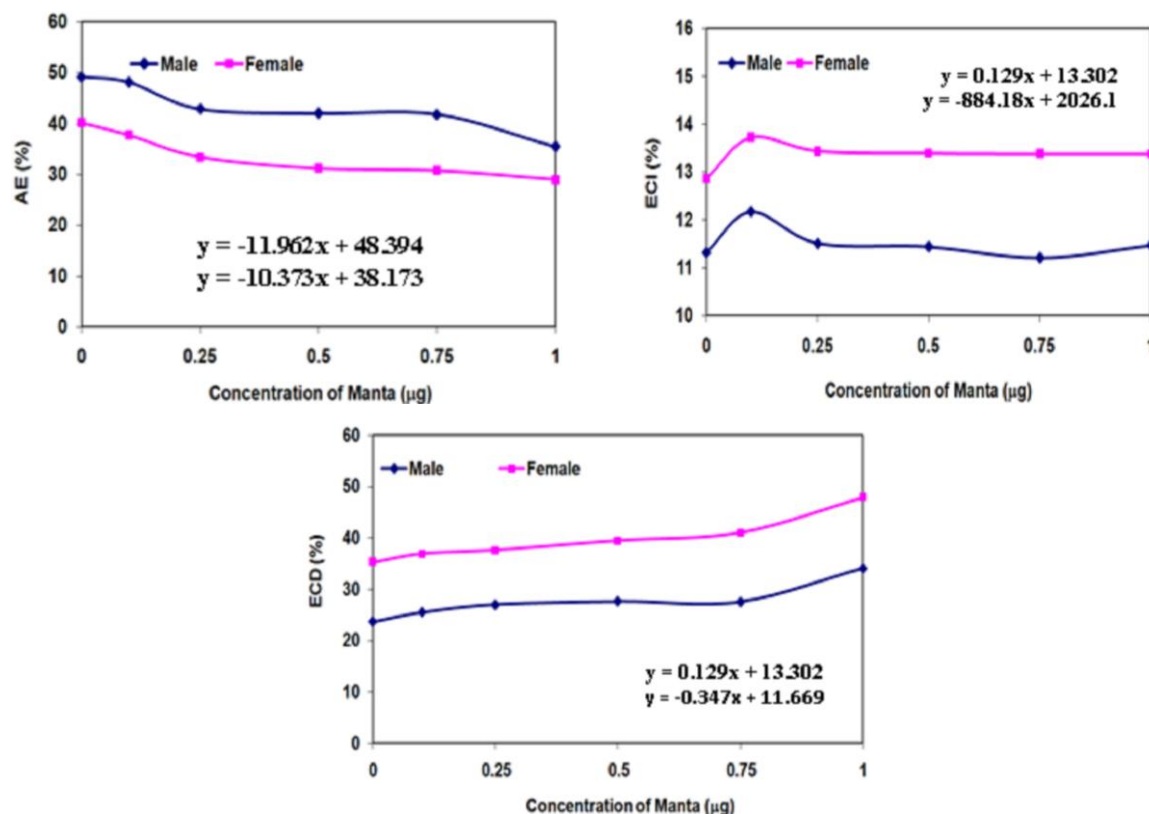 60
50
40
30
20
10
0
AE (%)
Male Female
y = -11.962x + 48.394
y = -10.373x + 38.173
0 0.25 0.5 0.75 1
Concentration of Manta (µg)
16
15
14
13
12
11
10
ECI (%)
Male Female
y = 0.129x + 13.302
y = -884.18x + 2026.1
0 0.25 0.5 0.75 1
Concentration of Manta (µg)
60
50
40
30
20
10
0
ECD (%)
Male Female
y = 0.129x + 13.302
y = -0.347x + 11.669
0 0.25 0.5 0.75 1
Concentration of Manta (µg)